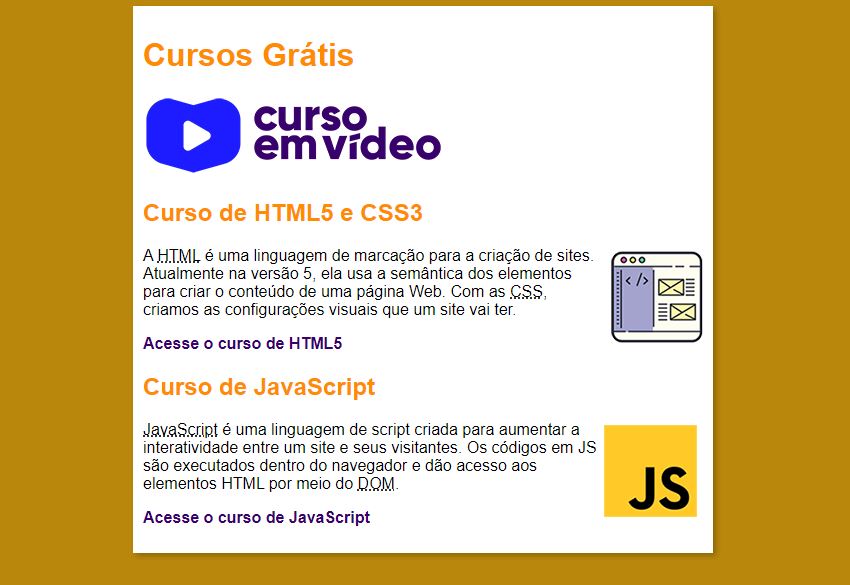 Cursos Grátis
curso
em vídeo
Curso de HTML5 e CSS3
A HTML é uma linguagem de marcação para a criação de sites.
Atualmente na versão 5, ela usa a semântica dos elementos
para criar o conteúdo de uma página Web. Com as CSS,
criamos as configurações visuais que um site vai ter.
</>
Acesse o curso de HTML5
Curso de JavaScript
JavaScript é uma linguagem de script criada para aumentar a
interatividade entre um site e seus visitantes. Os códigos em JS
são executados dentro do navegador e dão acesso aos
elementos HTML por meio do DOM.
JS
Acesse o curso de JavaScript